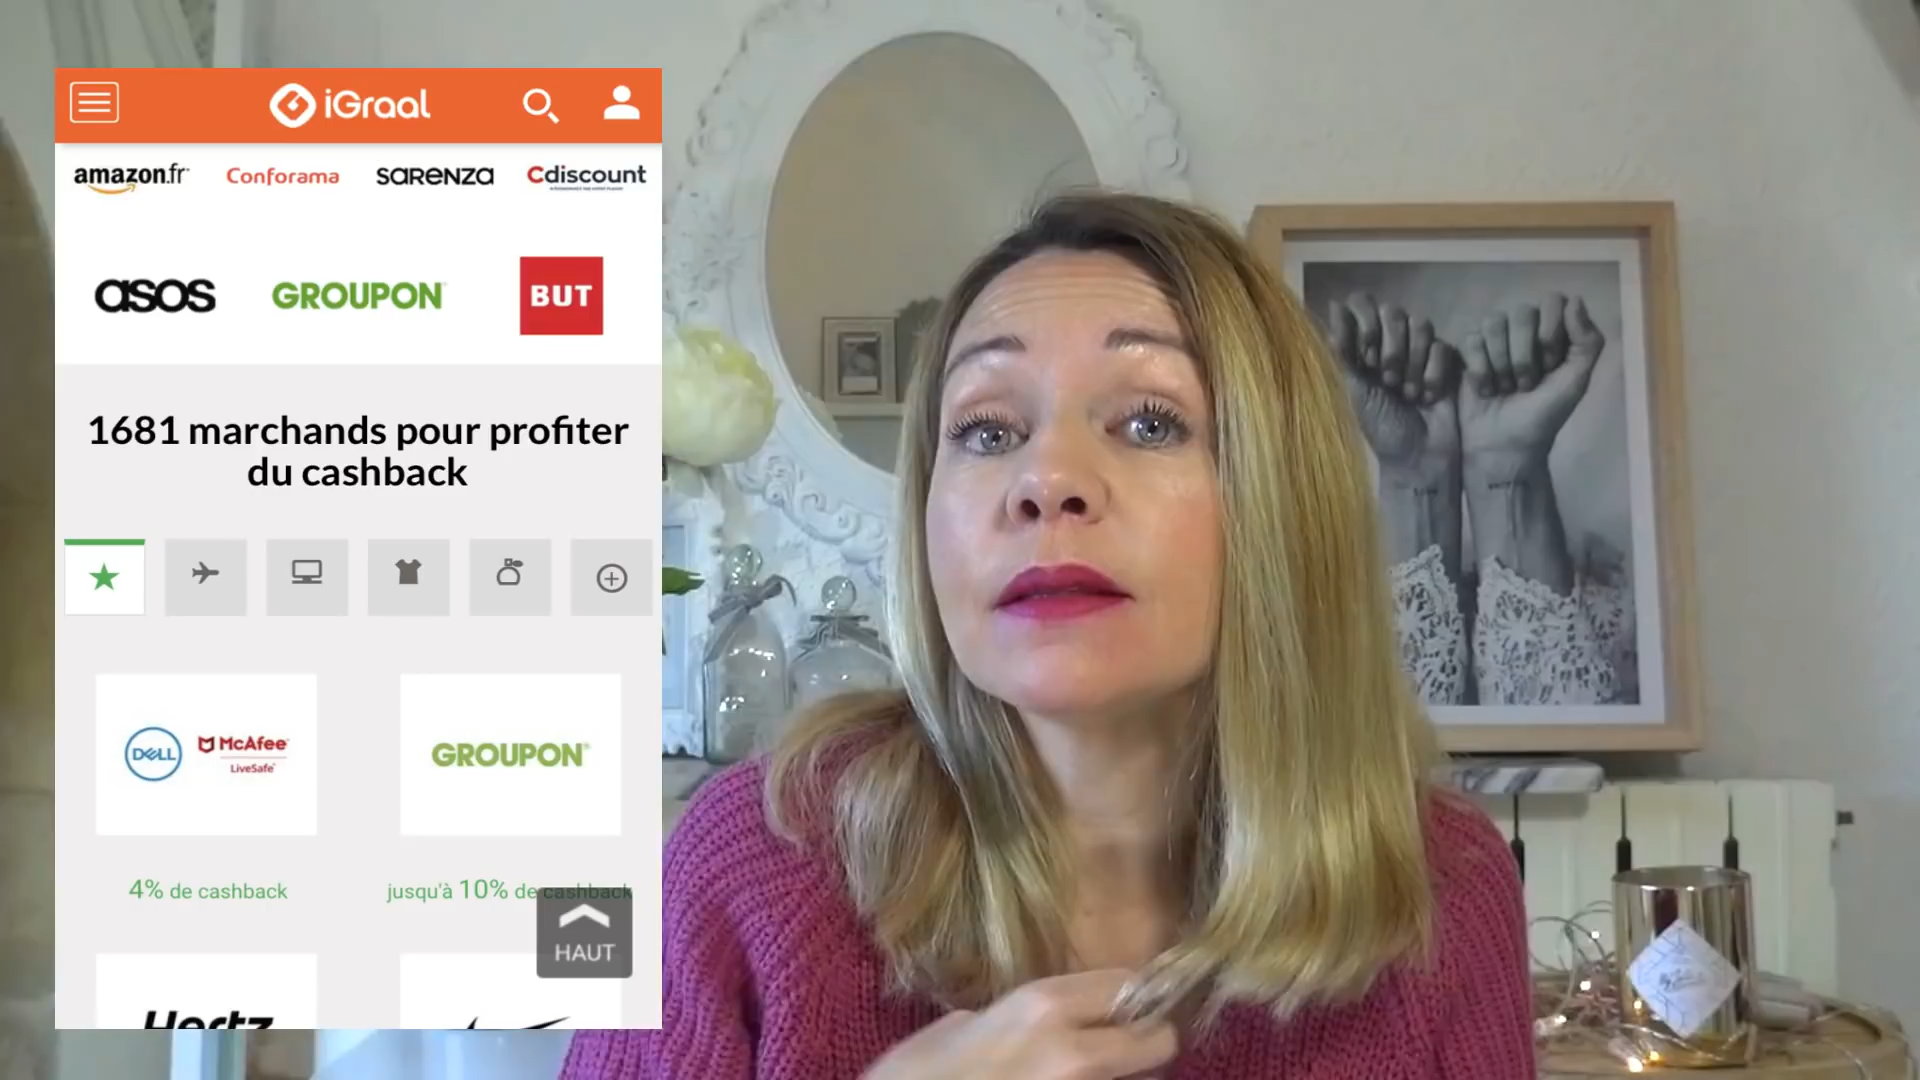 iGraal
amazon.fr
Conforama
SARENZA
Cdiscount
asos
GROUPON
BUT
1681 marchands pour profiter
du cashback
DELL
McAfee
LiveSafe
GROUPON
4% de cashback
jusqu'à 10% de cashback
HAUT
Hertz